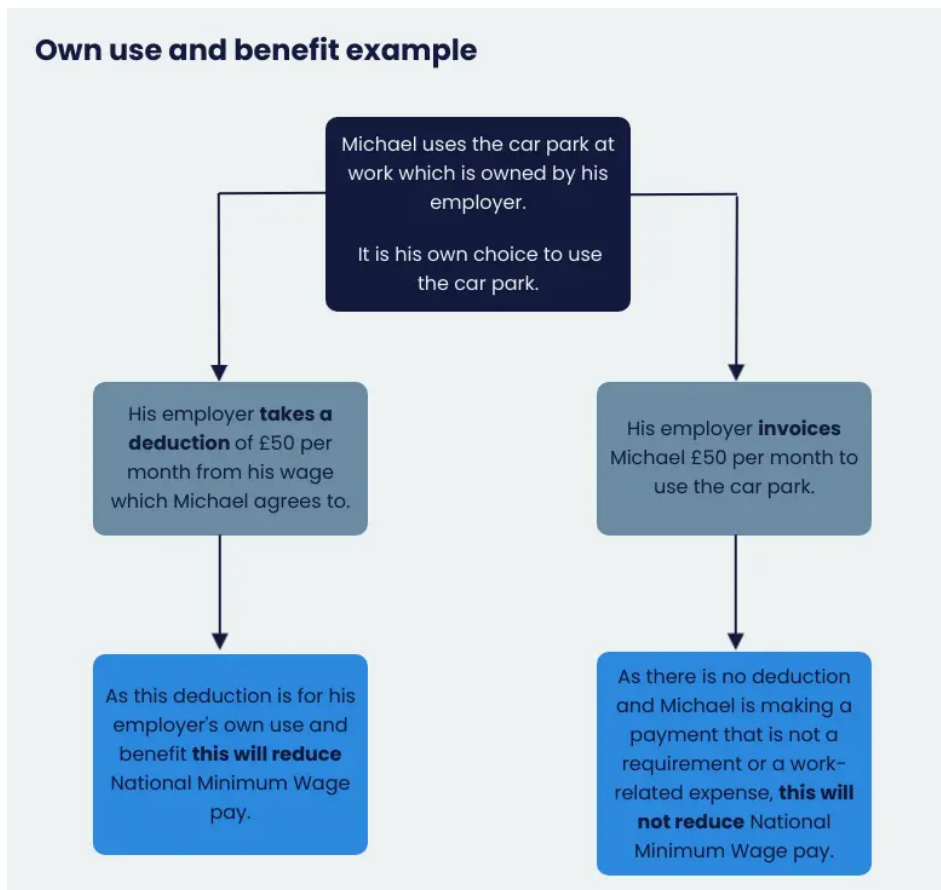 Own use and benefit example
Michael uses the car park at
work which is owned by his
employer.
It is his own choice to use
the car park.
His employer takes a
deduction of £50 per
month from his wage
which Michael agrees to.
His employer invoices
Michael £50 per month to
use the car park.
As this deduction is for his
employer's own use and
benefit this will reduce
National Minimum Wage
pay.
As there is no deduction
and Michael is making a
payment that is not a
requirement or a work-
related expense, this will
not reduce National
Minimum Wage pay.